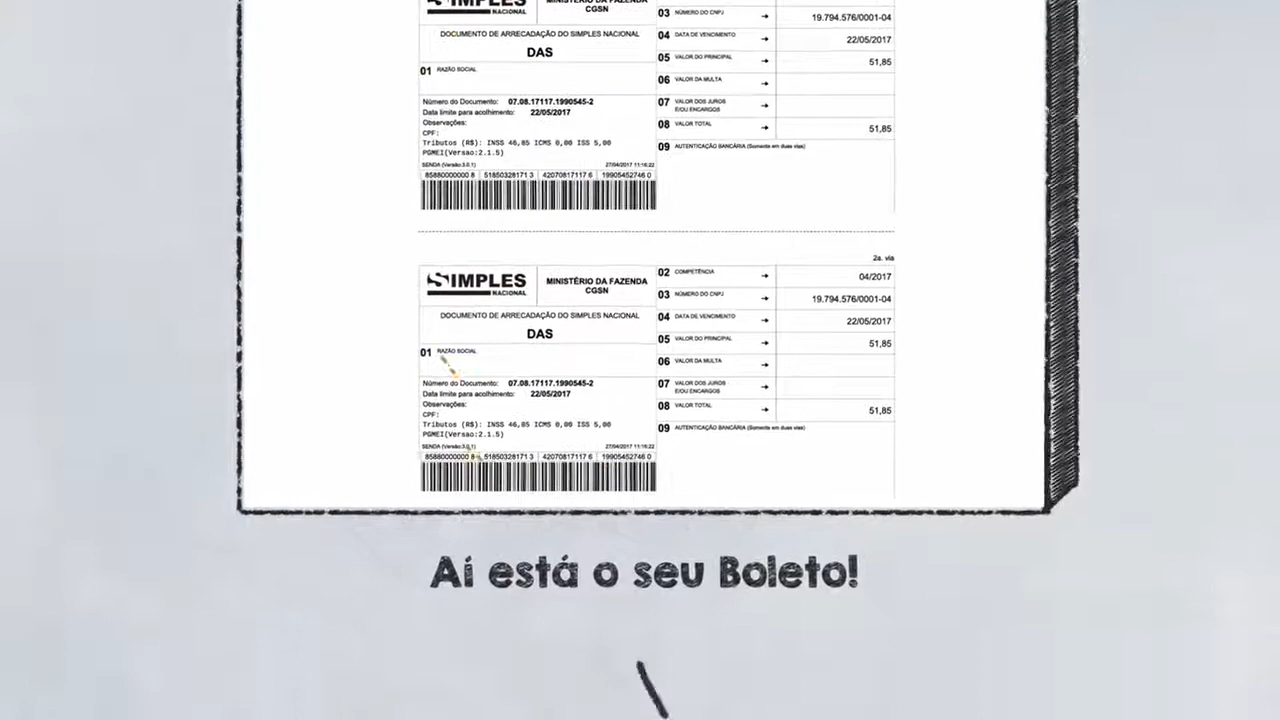 SIMPLES
NACIONAL
MINISTÉRIO DA FAZENDA
CGSN
DOCUMENTO DE ARRECADAÇÃO DO SIMPLES NACIONAL
DAS
01 RAZÃO SOCIAL
Número do Documento: 07.08.17117.1990545-2
Data limite para acolhimento: 22/05/2017
Observações:
CPF:
Tributos (R$): INSS 46,85 ICMS 0,00 ISS 5,00
PGMEI(Versao:2.1.5)
SENDA (Versão:3.0.1) 27/04/2017 11:16:22
85880000000 8 51850328171 3 42070817117 6 19905452746 0
03 NÚMERO DO CNPJ → 19.794.576/0001-04
04 DATA DE VENCIMENTO → 22/05/2017
05 VALOR DO PRINCIPAL → 51,85
06 VALOR DA MULTA →
07 VALOR DOS JUROS
E/OU ENCARGOS →
08 VALOR TOTAL → 51,85
09 AUTENTICAÇÃO BANCÁRIA (Somente em duas vias)
2a. via
SIMPLES
NACIONAL
MINISTÉRIO DA FAZENDA
CGSN
DOCUMENTO DE ARRECADAÇÃO DO SIMPLES NACIONAL
DAS
01 RAZÃO SOCIAL
Número do Documento: 07.08.17117.1990545-2
Data limite para acolhimento: 22/05/2017
Observações:
CPF:
Tributos (R$): INSS 46,85 ICMS 0,00 ISS 5,00
PGMEI(Versao:2.1.5)
SENDA (Versão:3.0.1) 27/04/2017 11:16:22
85880000000 8 51850328171 3 42070817117 6 19905452746 0
02 COMPETÊNCIA → 04/2017
03 NÚMERO DO CNPJ → 19.794.576/0001-04
04 DATA DE VENCIMENTO → 22/05/2017
05 VALOR DO PRINCIPAL → 51,85
06 VALOR DA MULTA →
07 VALOR DOS JUROS
E/OU ENCARGOS →
08 VALOR TOTAL → 51,85
09 AUTENTICAÇÃO BANCÁRIA (Somente em duas vias)
Aí está o seu Boleto!